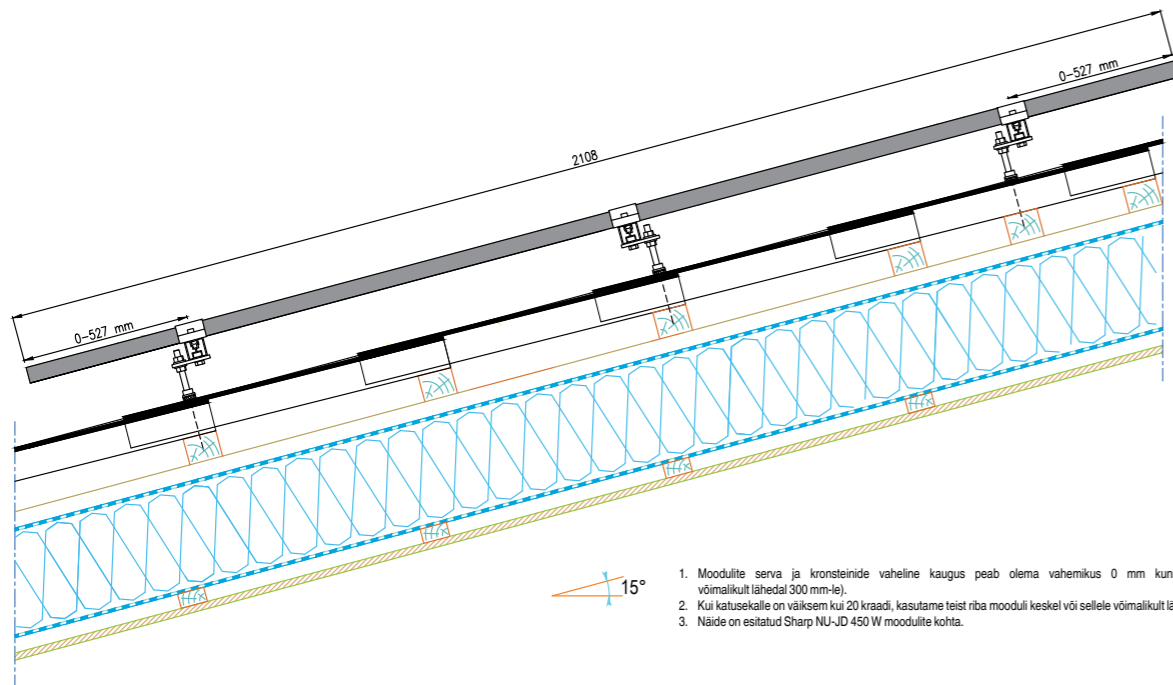 0-527 mm
2108
0-527 mm
15°
1. Moodulite serva ja kronsteinide vaheline kaugus peab olema vahemikus 0 mm kun
võimalikult lähedal 300 mm-le).
2. Kui katusekalle on väiksem kui 20 kraadi, kasutame teist riba mooduli keskel või sellele võimalikult lä
3. Näide on esitatud Sharp NU-JD 450 W moodulite kohta.